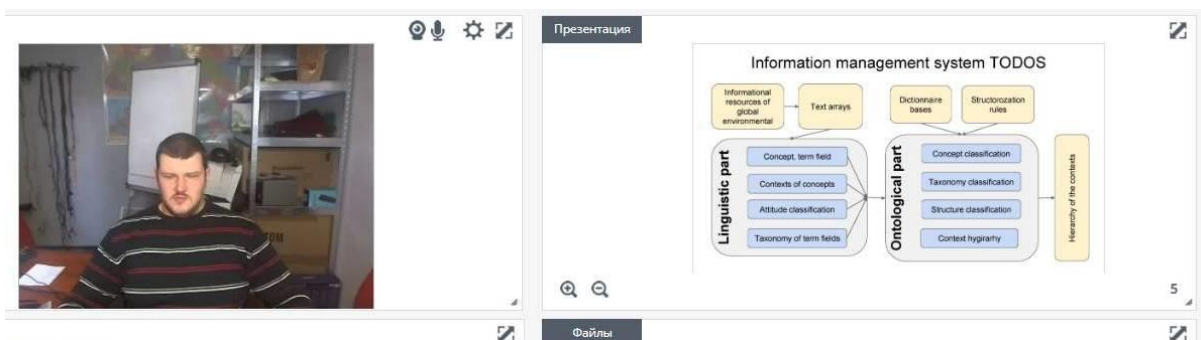 Презентация
Information management system TODOS
Informational
resources of
global
environmental
Text arrays
Dictionnaire
bases
Structorozation
rules
Linguistic part
Concept, term field
Contexts of concepts
Attitude classification
Taxonomy of term fields
Ontological part
Concept classification
Taxonomy classification
Structure classification
Context hygirarhy
Hierarchy of the contexts
5
Файлы